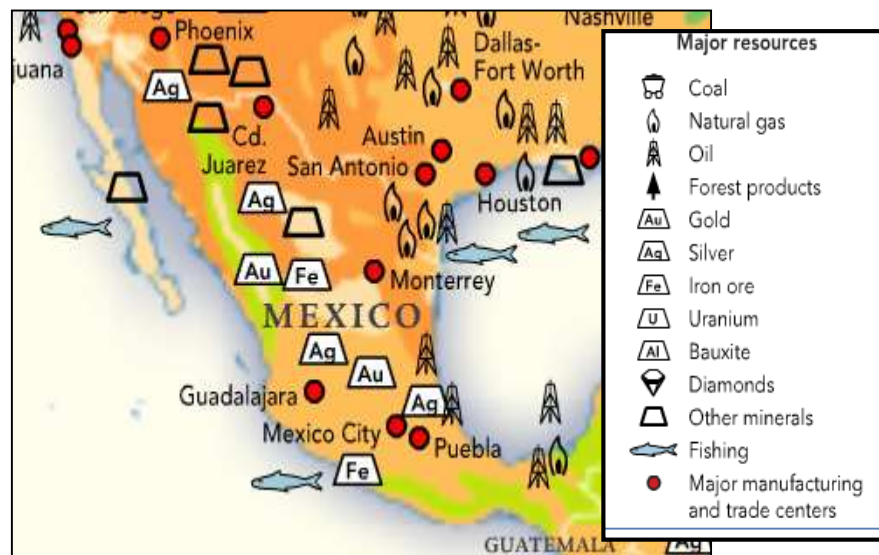 Nashville
Phoenix
juana
Ag
Dallas-
Fort Worth
Cd.
Juarez
Austin
San Antonio
Houston
Ag
Au
Fe
Monterrey
MEXICO
Ag
Au
Guadalajara
Ag
Mexico City
Puebla
Fe
GUATEMALA
Ag
Major resources
Coal
Natural gas
Oil
Forest products
Au Gold
Ag Silver
Fe Iron ore
U Uranium
Al Bauxite
Diamonds
Other minerals
Fishing
Major manufacturing
and trade centers